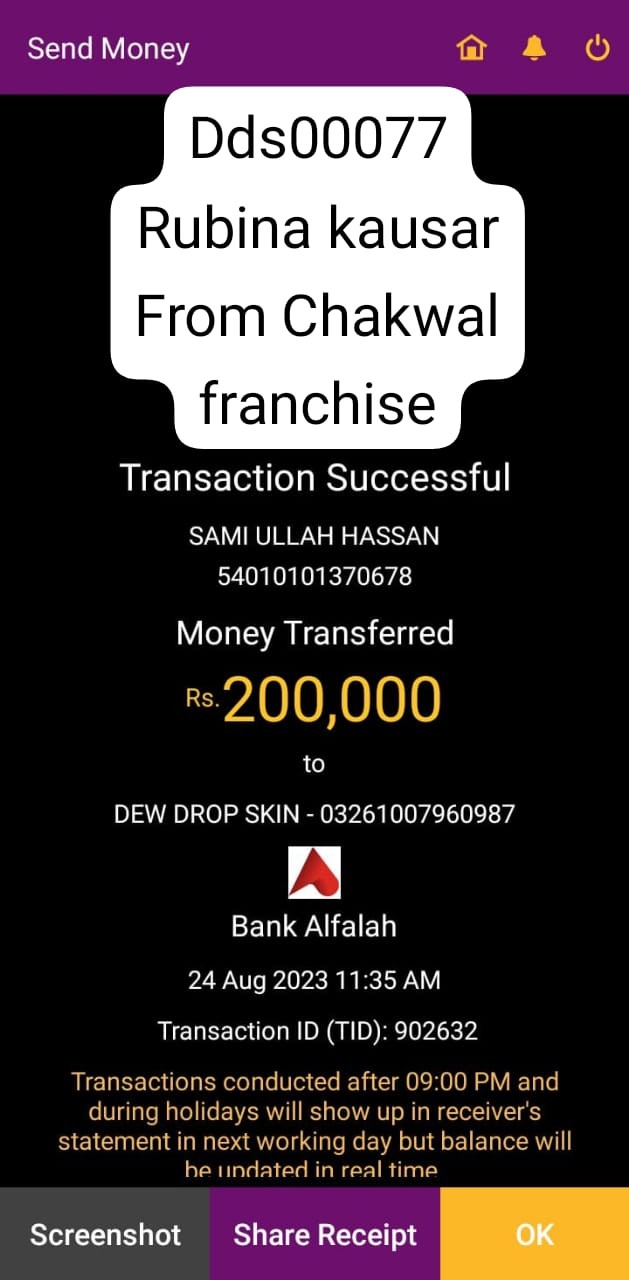 Send Money
Dds00077
Rubina kausar
From Chakwal
franchise
Transaction Successful
SAMI ULLAH HASSAN
54010101370678
Money Transferred
Rs.200,000
to
DEW DROP SKIN - 03261007960987
Bank Alfalah
24 Aug 2023 11:35 AM
Transaction ID (TID): 902632
Transactions conducted after 09:00 PM and
during holidays will show up in receiver's
statement in next working day but balance will
be updated in real time
Screenshot
Share Receipt
OK